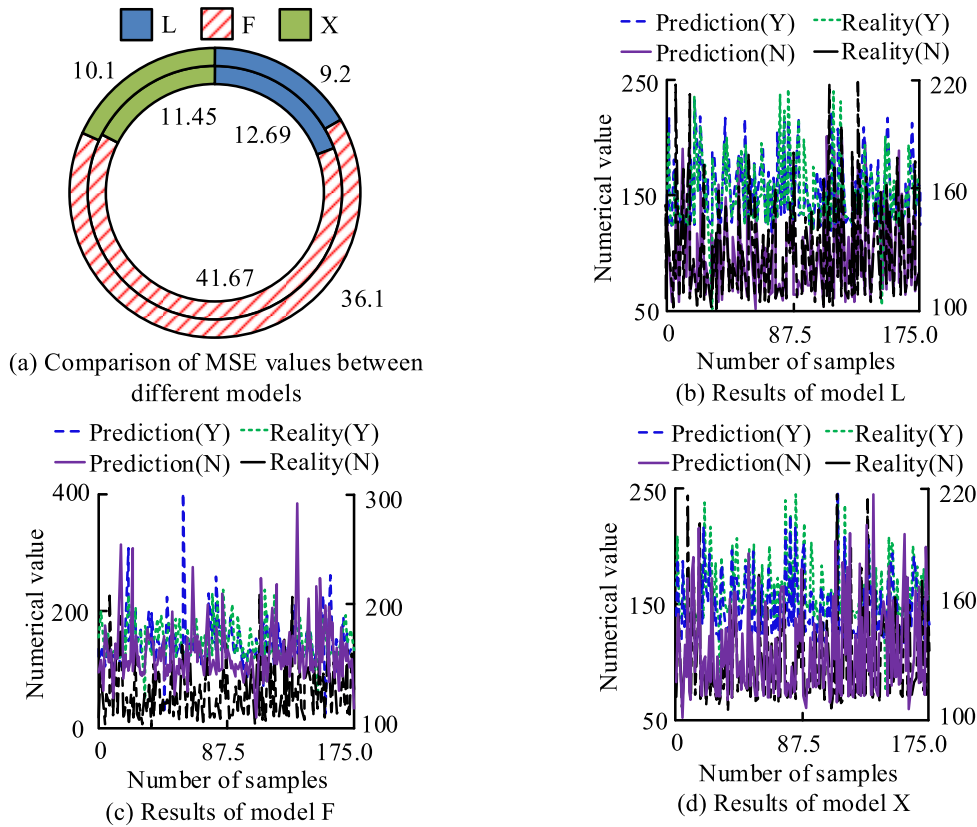 L F X
10.1
9.2
11.45
12.69
41.67
36.1
(a) Comparison of MSE values between
different models
Prediction(Y) Reality(Y)
Prediction(N) Reality(N)
250
220
150
160
50
100
0
87.5
175.0
Numerical value
Number of samples
(b) Results of model L
Prediction(Y) Reality(Y)
Prediction(N) Reality(N)
400
300
200
200
0
100
0
87.5
175.0
Numerical value
Number of samples
(c) Results of model F
Prediction(Y) Reality(Y)
Prediction(N) Reality(N)
250
220
150
160
50
100
0
87.5
175.0
Numerical value
Number of samples
(d) Results of model X